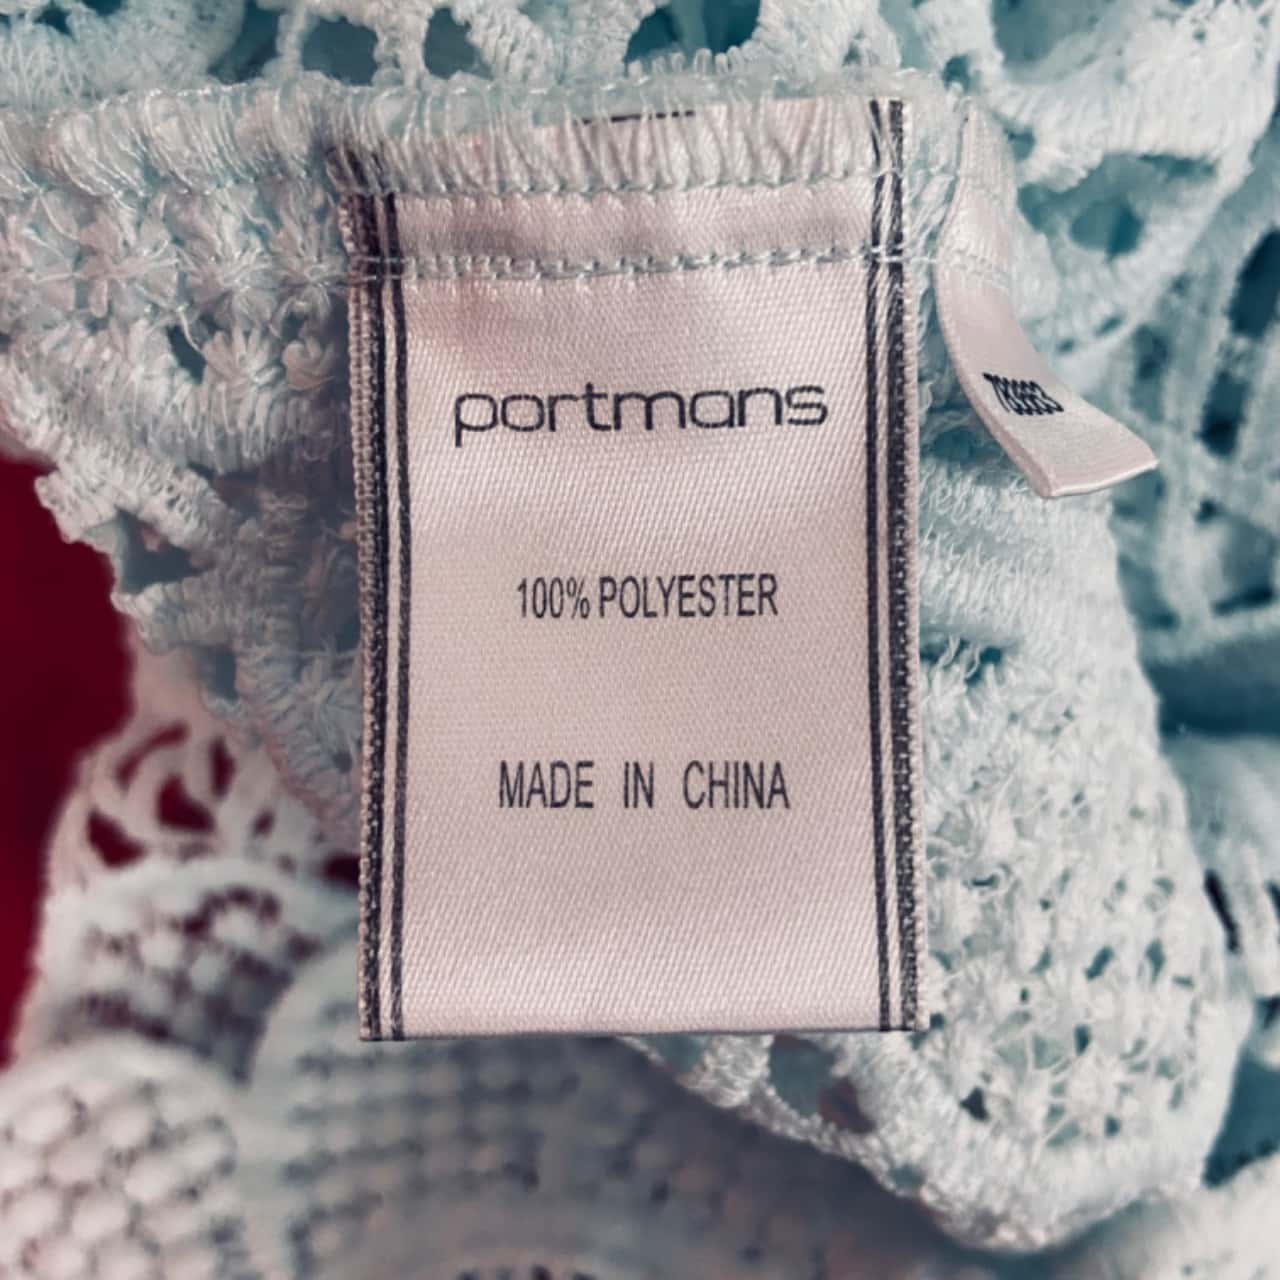 portmans
100% POLYESTER
MADE IN CHINA